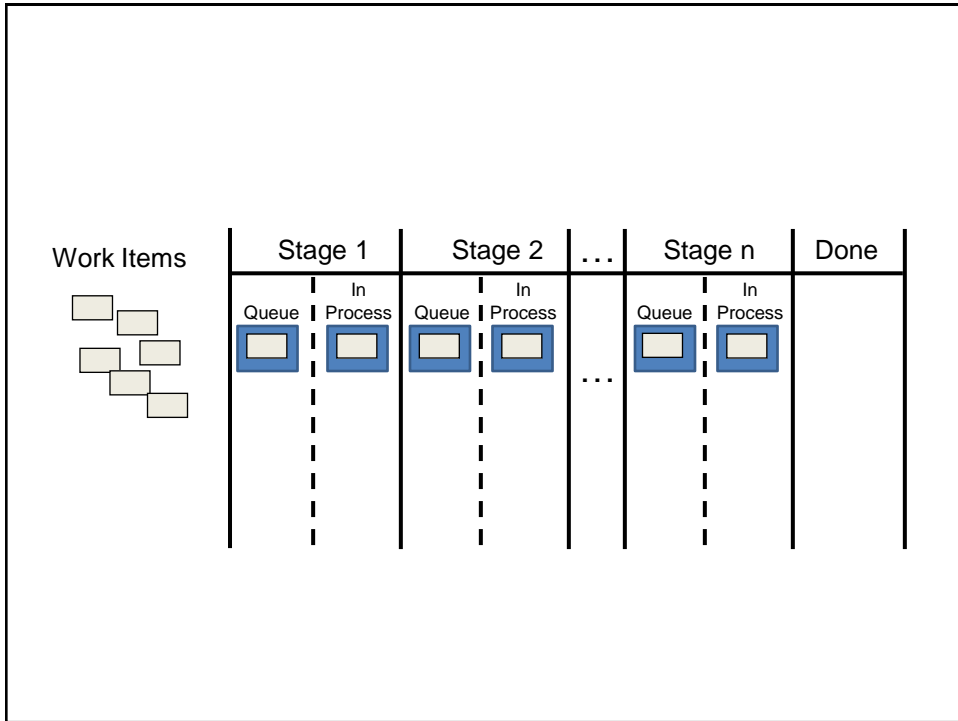 Work Items
Stage 1
Stage 2
...
Stage n
Done
Queue
In
Process
Queue
In
Process
...
Queue
In
Process